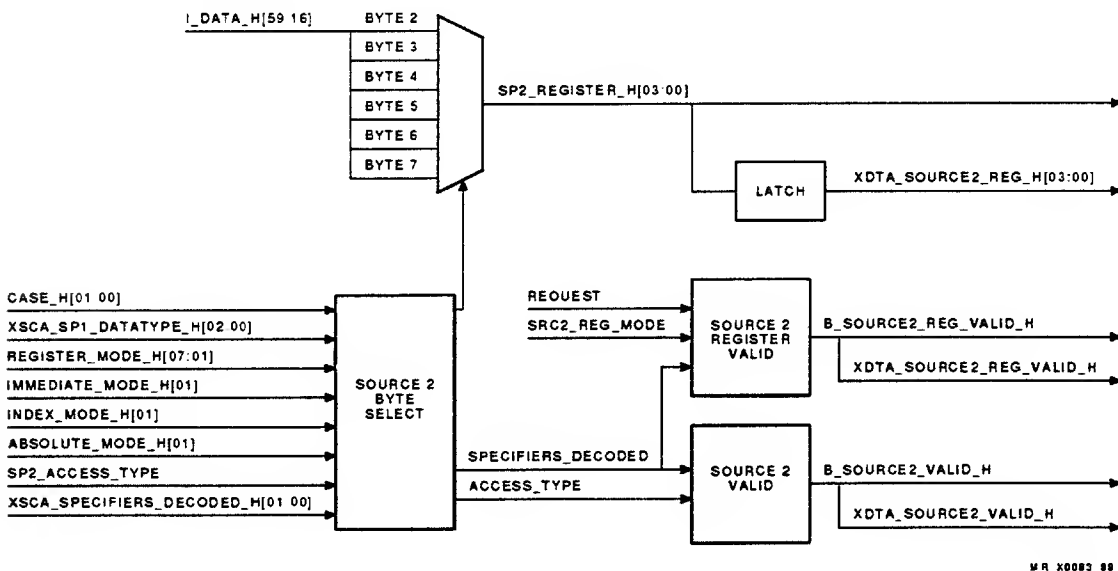 I_DATA_H[59 16]
BYTE 2
BYTE 3
BYTE 4
BYTE 5
BYTE 6
BYTE 7
SP2_REGISTER_H[03 00]
LATCH
XDTA_SOURCE2_REG_H[03:00]
CASE_H[01 00]
XSCA_SP1_DATATYPE_H[02 00]
REGISTER_MODE_H[07:01]
IMMEDIATE_MODE_H[01]
INDEX_MODE_H[01]
ABSOLUTE_MODE_H[01]
SP2_ACCESS_TYPE
XSCA_SPECIFIERS_DECODED_H[01 00]
SOURCE 2
BYTE
SELECT
REQUEST
SRC2_REG_MODE
SOURCE 2
REGISTER
VALID
B_SOURCE2_REG_VALID_H
XDTA_SOURCE2_REG_VALID_H
SPECIFIERS_DECODED
ACCESS_TYPE
SOURCE 2
VALID
B_SOURCE2_VALID_H
XDTA_SOURCE2_VALID_H